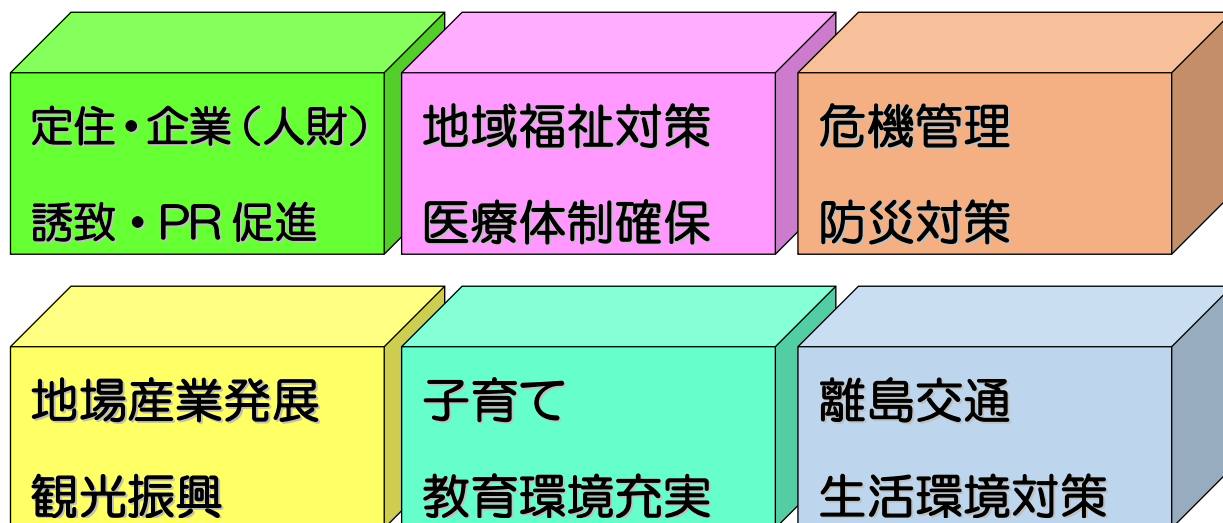 定住・企業（人財）
誘致・PR促進
地域福祉対策
医療体制確保
危機管理
防災対策
地場産業発展
観光振興
子育て
教育環境充実
離島交通
生活環境対策